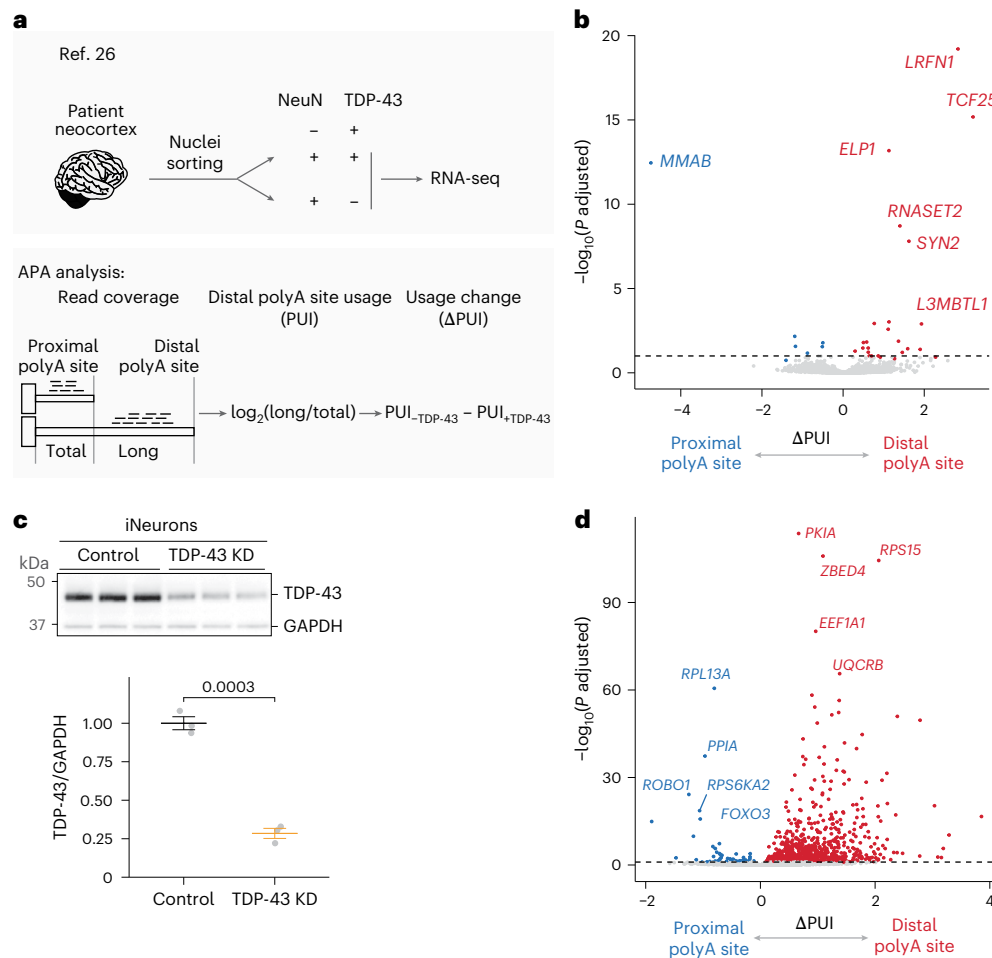 a
Ref. 26
NeuN TDP-43
Patient
neocortex
Nuclei
sorting
– +
+ +
+ –
RNA-seq
APA analysis:
Read coverage
Distal polyA site usage
(PUI)
Usage change
(ΔPUI)
Proximal
polyA site
Distal
polyA site
Total
Long
log2(long/total)
PUI–TDP-43 – PUI+TDP-43
b
–log10(P adjusted)
20
15
10
5
0
LRFN1
TCF25
ELP1
MMAB
RNASET2
SYN2
L3MBTL1
–4 –2 0 2
ΔPUI
Proximal
polyA site
Distal
polyA site
c
iNeurons
Control TDP-43 KD
kDa
50
37
TDP-43
GAPDH
0.0003
TDP-43/GAPDH
1.00
0.75
0.50
0.25
0
Control TDP-43 KD
d
–log10(P adjusted)
90
60
30
0
PKIA
RPS15
ZBED4
EEF1A1
UQCRB
RPL13A
PPIA
ROBO1
RPS6KA2
FOXO3
–2 0 2 4
ΔPUI
Proximal
polyA site
Distal
polyA site